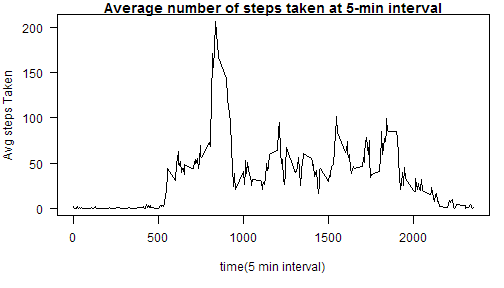 Average number of steps taken at 5-min interval
Avg steps Taken
200
150
100
50
0
0 500 1000 1500 2000
time(5 min interval)